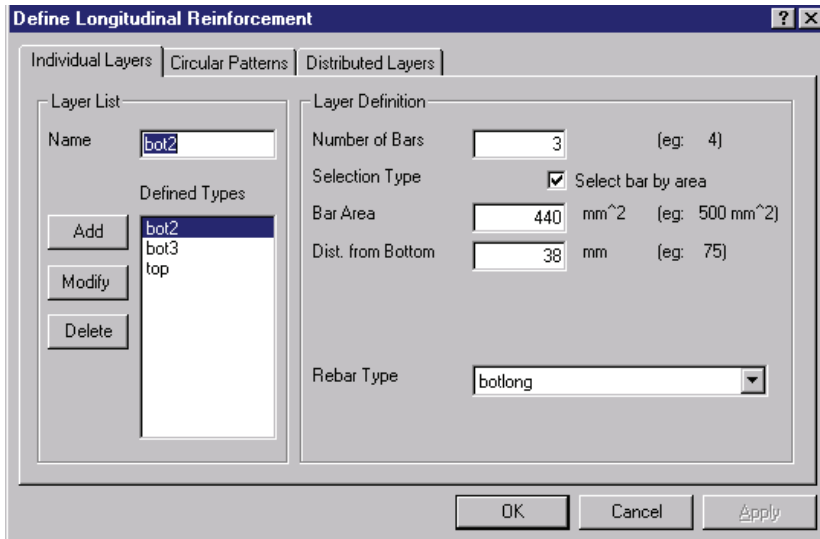 Define Longitudinal Reinforcement
Individual Layers Circular Patterns Distributed Layers
Layer List
Name bot2
Defined Types
bot2
bot3
top
Add
Modify
Delete
Layer Definition
Number of Bars 3 (eg: 4)
Selection Type Select bar by area
Bar Area 440 mm^2 (eg: 500 mm^2)
Dist. from Bottom 38 mm (eg: 75)
Rebar Type botlong
OK Cancel Apply